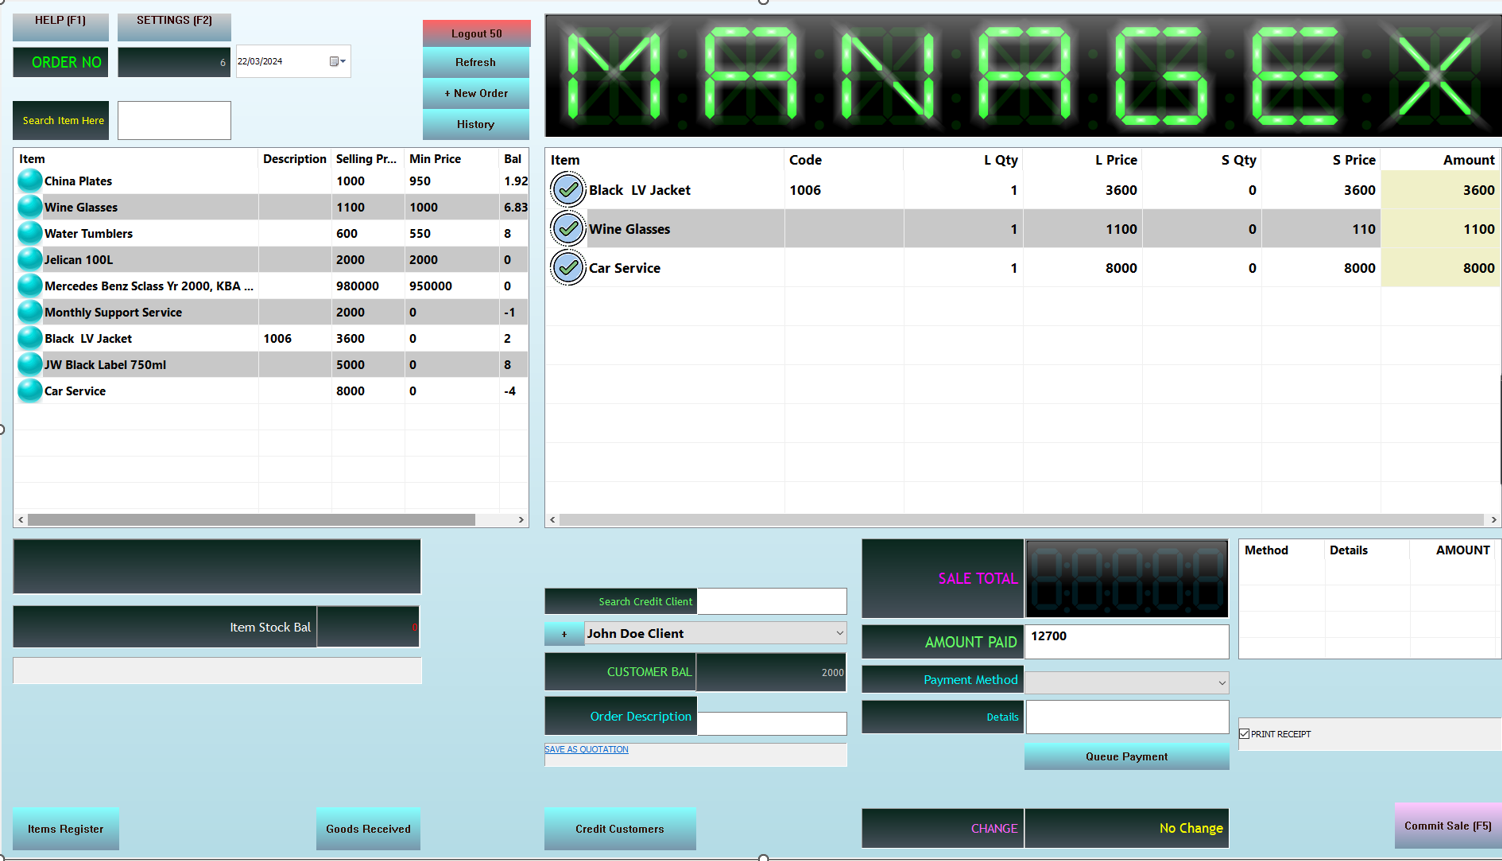 HELP (F1) SETTINGS (F2)
Logout 50
MANAGEX
ORDER NO 6 22/03/2024
Refresh
+ New Order
Search Item Here
History
Item Description Selling Pr... Min Price Bal
China Plates 1000 950 1.92
Wine Glasses 1100 1000 6.83
Water Tumblers 600 550 8
Jelican 100L 2000 2000 0
Mercedes Benz Sclass Yr 2000, KBA ... 980000 950000 0
Monthly Support Service 2000 0 -1
Black LV Jacket 1006 3600 0 2
JW Black Label 750ml 5000 0 8
Car Service 8000 0 -4
Item Code L Qty L Price S Qty S Price Amount
Black LV Jacket 1006 1 3600 0 3600 3600
Wine Glasses 1 1100 0 110 1100
Car Service 1 8000 0 8000 8000
Item Stock Bal 0
Search Credit Client
+ John Doe Client
CUSTOMER BAL 2000
Order Description
SAVE AS QUOTATION
SALE TOTAL
AMOUNT PAID 12700
Payment Method
Details
Queue Payment
Method Details AMOUNT
PRINT RECEIPT
Items Register
Goods Received
Credit Customers
CHANGE No Change
Commit Sale (F5)